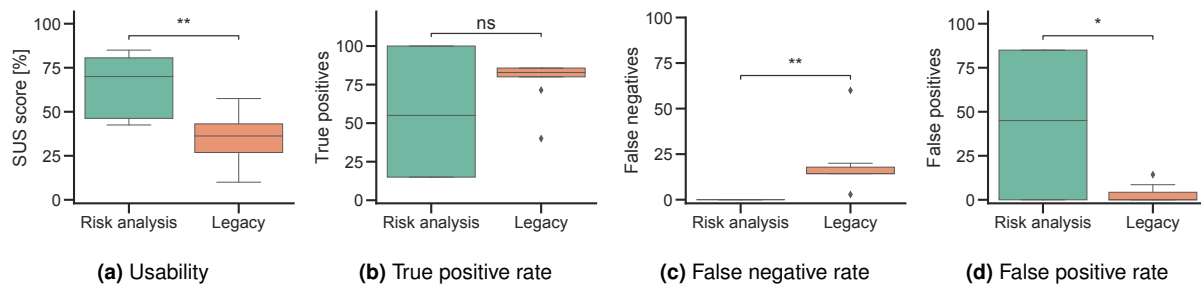 100
75
50
25
0
SUS score [%]
**
Risk analysis
Legacy
(a) Usability
100
75
50
25
0
True positives
ns
Risk analysis
Legacy
(b) True positive rate
100
75
50
25
0
False negatives
**
Risk analysis
Legacy
(c) False negative rate
100
75
50
25
0
False positives
*
Risk analysis
Legacy
(d) False positive rate